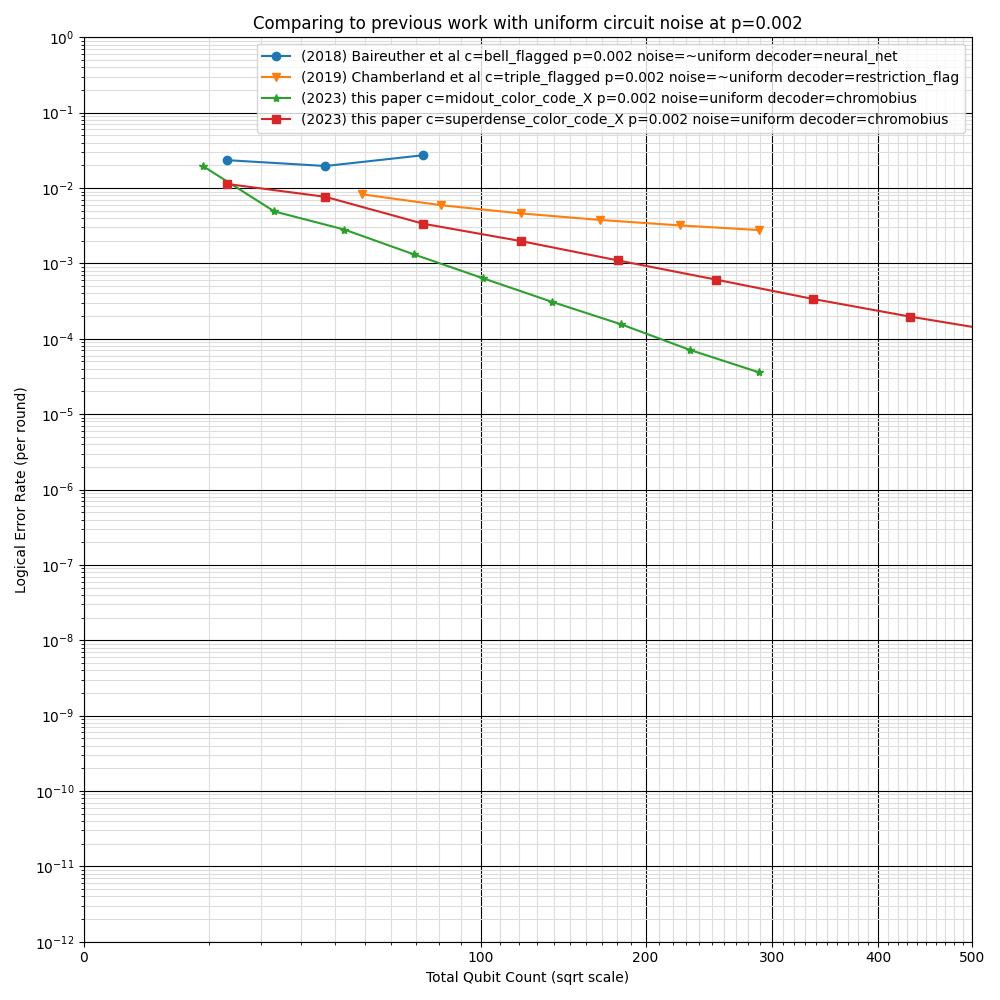 Comparing to previous work with uniform circuit noise at p=0.002
(2018) Baireuther et al c=bell_flagged p=0.002 noise=~uniform decoder=neural_net
(2019) Chamberland et al c=triple_flagged p=0.002 noise=~uniform decoder=restriction_flag
(2023) this paper c=midout_color_code_X p=0.002 noise=uniform decoder=chromobius
(2023) this paper c=superdense_color_code_X p=0.002 noise=uniform decoder=chromobius
Logical Error Rate (per round)
10⁰
10⁻¹
10⁻²
10⁻³
10⁻⁴
10⁻⁵
10⁻⁶
10⁻⁷
10⁻⁸
10⁻⁹
10⁻¹⁰
10⁻¹¹
10⁻¹²
0 100 200 300 400 500
Total Qubit Count (sqrt scale)